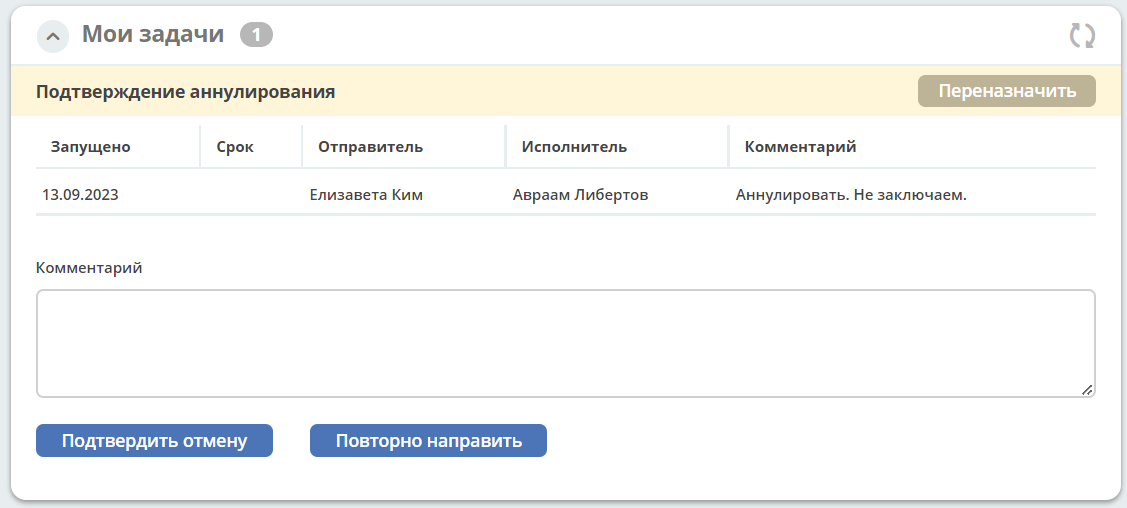 Мои задачи 1
Подтверждение аннулирования Переназначить
Запущено Срок Отправитель Исполнитель Комментарий
13.09.2023 Елизавета Ким Авраам Либертов Аннулировать. Не заключаем.
Комментарий
Подтвердить отмену Повторно направить